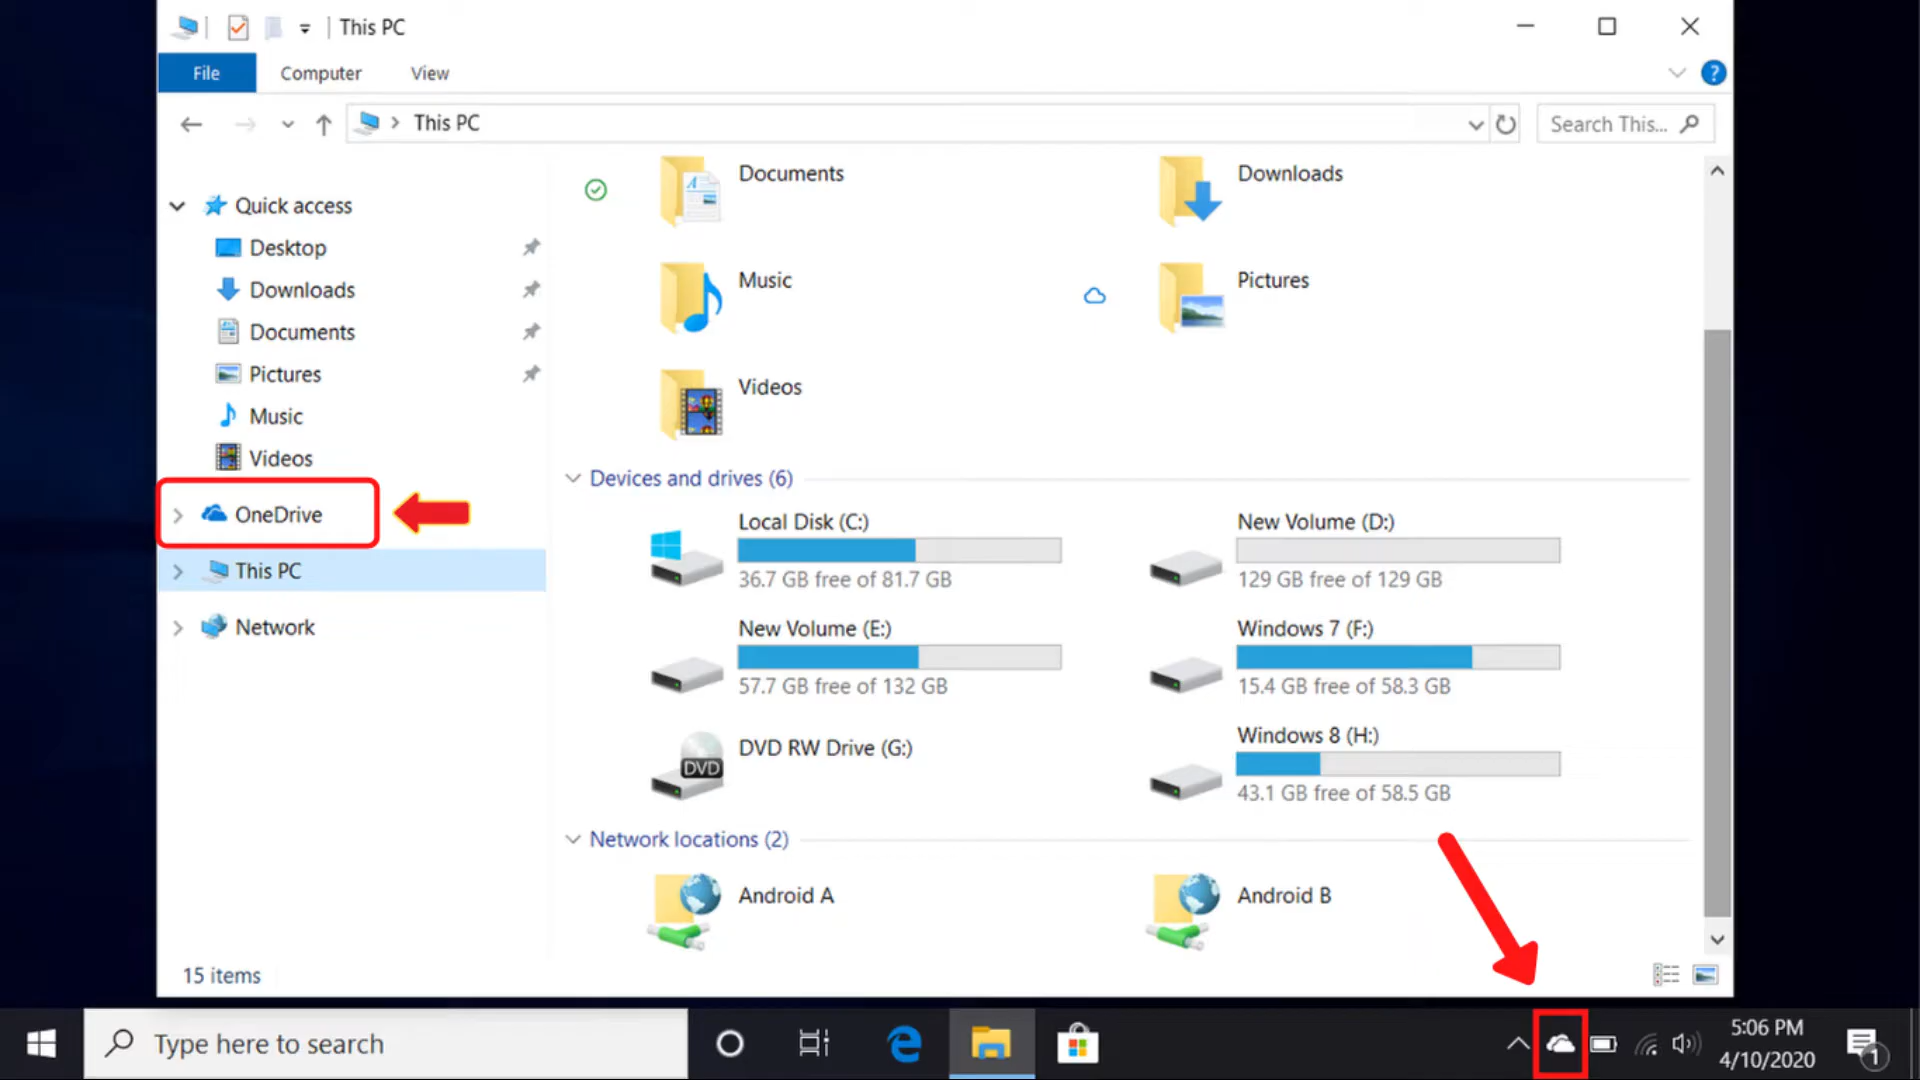 This PC
File Computer View
?
This PC
Search This...
Quick access
Desktop
Downloads
Documents
Pictures
Music
Videos
OneDrive
This PC
Network
Documents
Downloads
Music
Pictures
Videos
Devices and drives (6)
Local Disk (C:)
36.7 GB free of 81.7 GB
New Volume (D:)
129 GB free of 129 GB
New Volume (E:)
57.7 GB free of 132 GB
Windows 7 (F:)
15.4 GB free of 58.3 GB
DVD
DVD RW Drive (G:)
Windows 8 (H:)
43.1 GB free of 58.5 GB
Network locations (2)
Android A
Android B
15 items
Type here to search
5:06 PM
4/10/2020
1